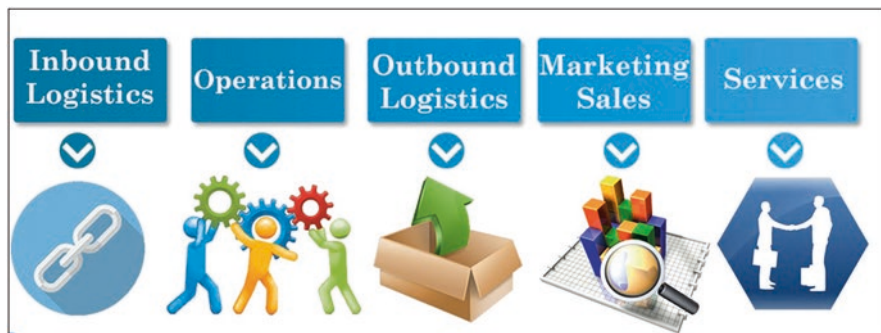 Inbound
Logistics
Operations
Outbound
Logistics
Marketing
Sales
Services